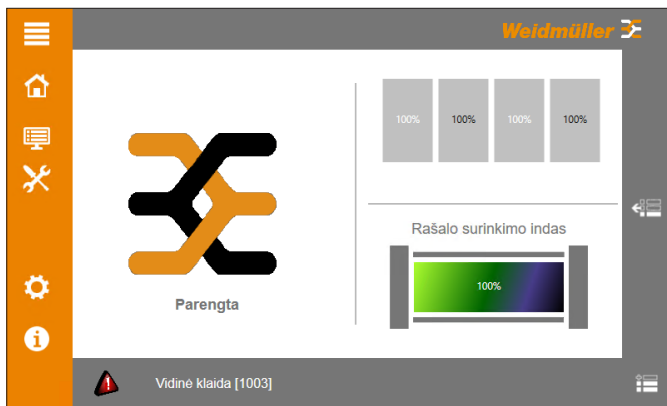 Weidmüller
100% 100% 100% 100%
Rašalo surinkimo indas
100%
Parengta
Vidinė klaida [1003]